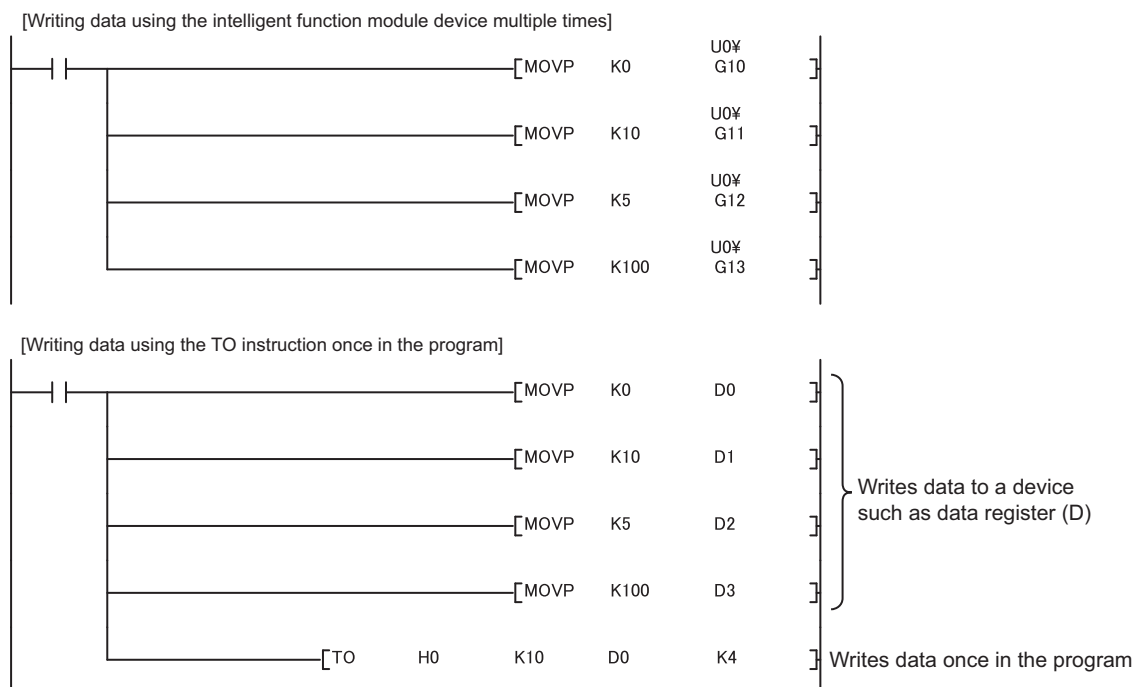 [Writing data using the intelligent function module device multiple times]
U0¥
[MOVP K0 G10 ]
U0¥
[MOVP K10 G11 ]
U0¥
[MOVP K5 G12 ]
U0¥
[MOVP K100 G13 ]
[Writing data using the TO instruction once in the program]
[MOVP K0 D0 ]
[MOVP K10 D1 ]
Writes data to a device
such as data register (D)
[MOVP K5 D2 ]
[MOVP K100 D3 ]
[TO H0 K10 D0 K4 ] Writes data once in the program